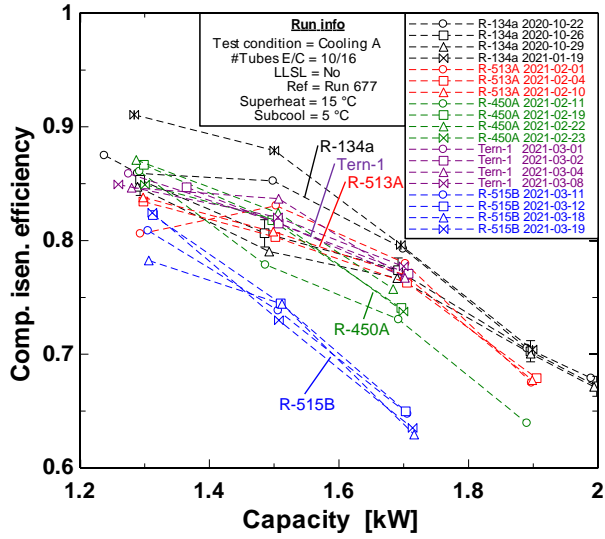 Run info
Test condition = Cooling A
#Tubes E/C = 10/16
LLSL = No
Ref = Run 677
Superheat = 15 °C
Subcool = 5 °C
R-134a 2020-10-22
R-134a 2020-10-26
R-134a 2020-10-29
R-134a 2021-01-19
R-513A 2021-02-01
R-513A 2021-02-04
R-513A 2021-02-10
R-450A 2021-02-11
R-450A 2021-02-19
R-450A 2021-02-22
R-450A 2021-02-23
Tern-1 2021-03-01
Tern-1 2021-03-02
Tern-1 2021-03-04
Tern-1 2021-03-08
R-515B 2021-03-11
R-515B 2021-03-12
R-515B 2021-03-18
R-515B 2021-03-19
R-134a
Tern-1
R-513A
R-450A
R-515B
1
0.9
0.8
0.7
0.6
Comp. isen. efficiency
1.2
1.4
1.6
1.8
2
Capacity [kW]